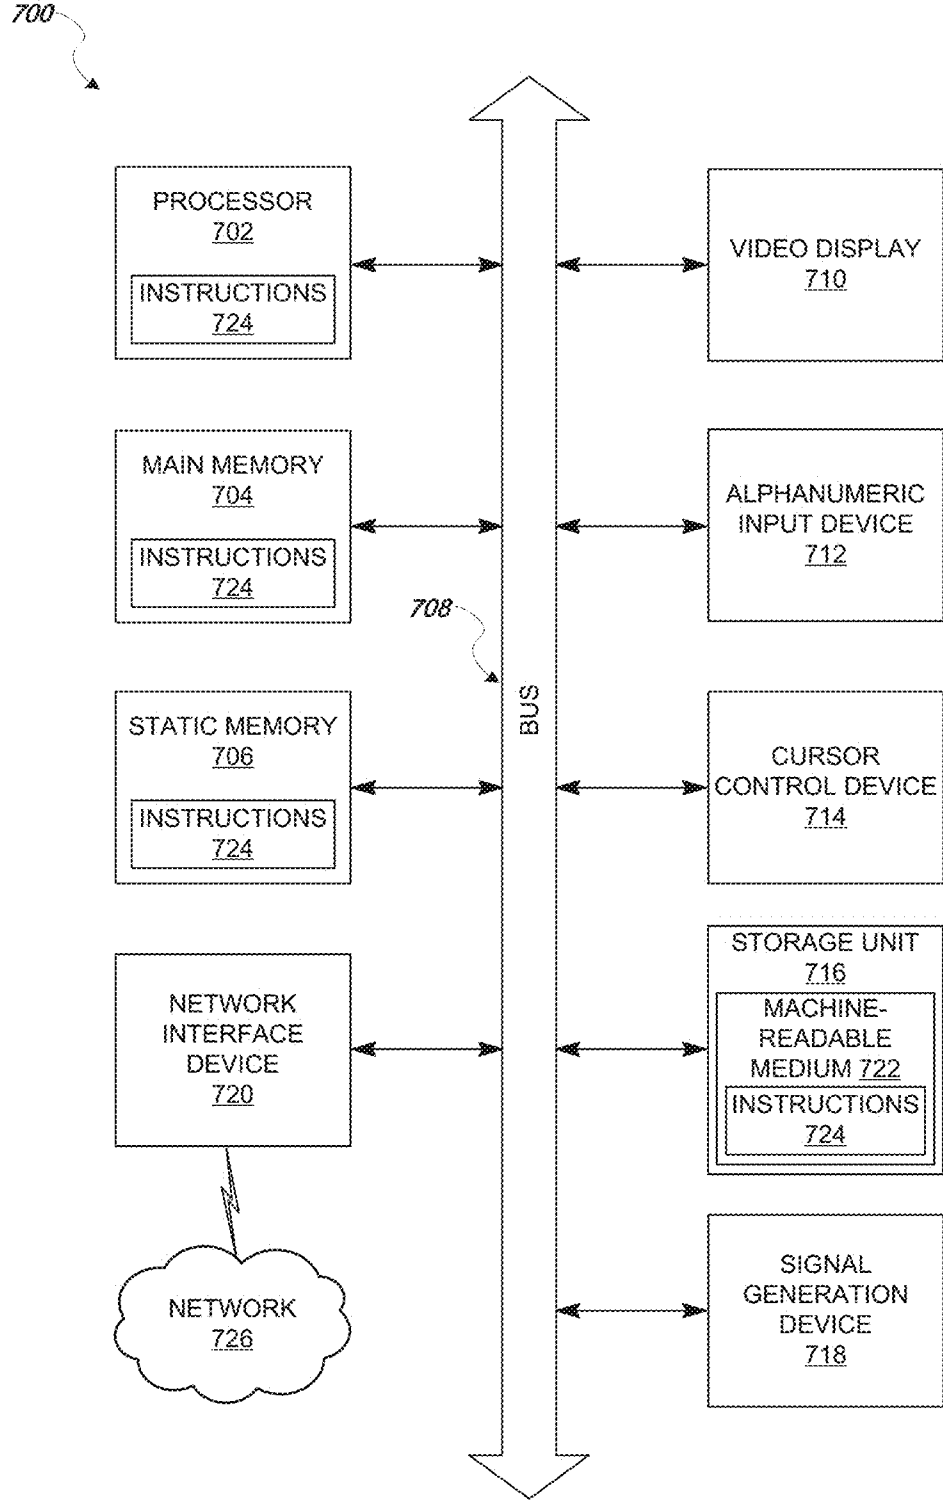 700
PROCESSOR
702
INSTRUCTIONS
724
MAIN MEMORY
704
INSTRUCTIONS
724
STATIC MEMORY
706
INSTRUCTIONS
724
NETWORK
INTERFACE
DEVICE
720
NETWORK
726
708
BUS
VIDEO DISPLAY
710
ALPHANUMERIC
INPUT DEVICE
712
CURSOR
CONTROL DEVICE
714
STORAGE UNIT
716
MACHINE-
READABLE
MEDIUM 722
INSTRUCTIONS
724
SIGNAL
GENERATION
DEVICE
718